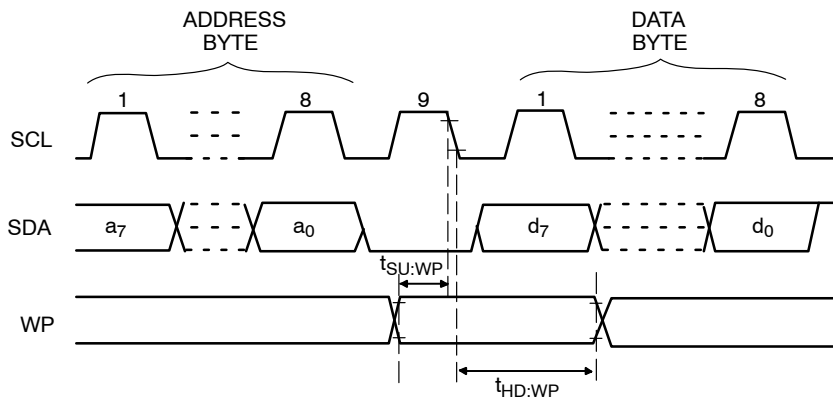 ADDRESS
BYTE
DATA
BYTE
1
8
9
1
8
SCL
SDA
a7
a0
d7
d0
tSU:WP
WP
tHD:WP